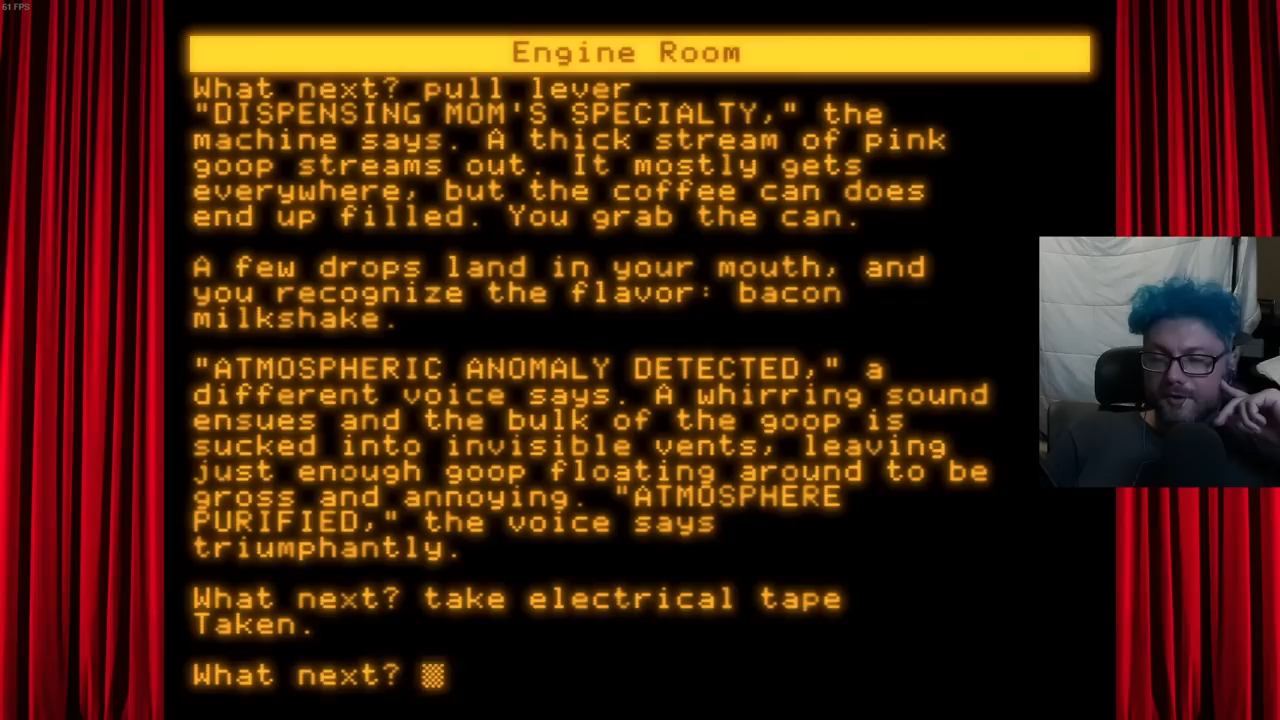 61 FPS
Engine Room
What next? pull lever
"DISPENSING MOM'S SPECIALTY," the
machine says. A thick stream of pink
goop streams out. It mostly gets
everywhere, but the coffee can does
end up filled. You grab the can.
A few drops land in your mouth, and
you recognize the flavor: bacon
milkshake.
"ATMOSPHERIC ANOMALY DETECTED," a
different voice says. A whirring sound
ensues and the bulk of the goop is
sucked into invisible vents, leaving
just enough goop floating around to be
gross and annoying. "ATMOSPHERE
PURIFIED," the voice says
triumphantly.
What next? take electrical tape
Taken.
What next?